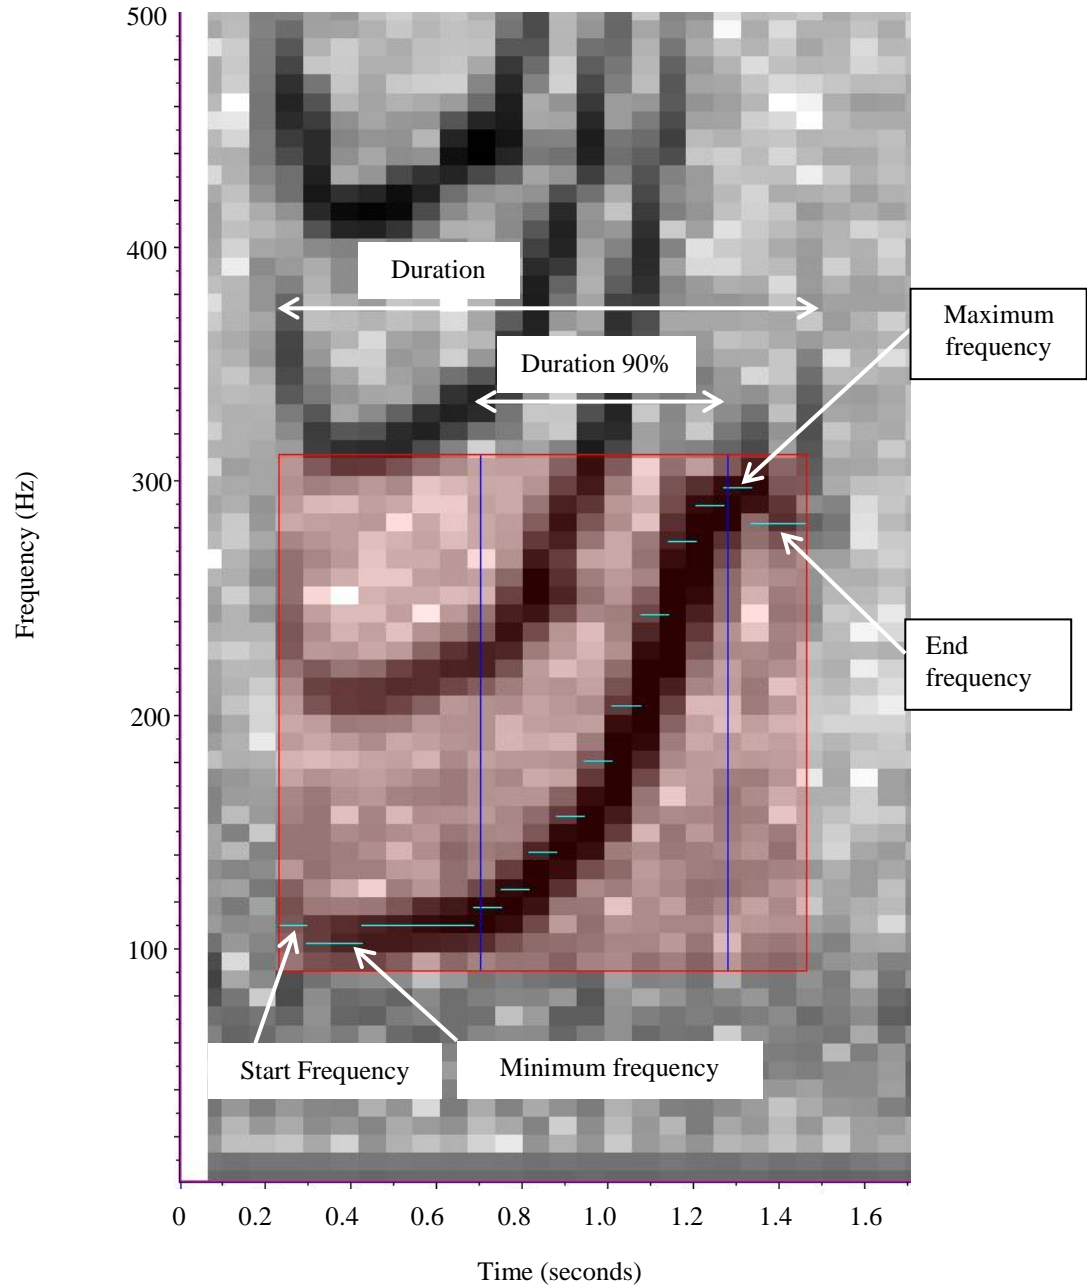 500
400
300
200
100
Frequency (Hz)
Duration
Duration 90%
Maximum
frequency
End
frequency
Start Frequency
Minimum frequency
0 0.2 0.4 0.6 0.8 1.0 1.2 1.4 1.6
Time (seconds)